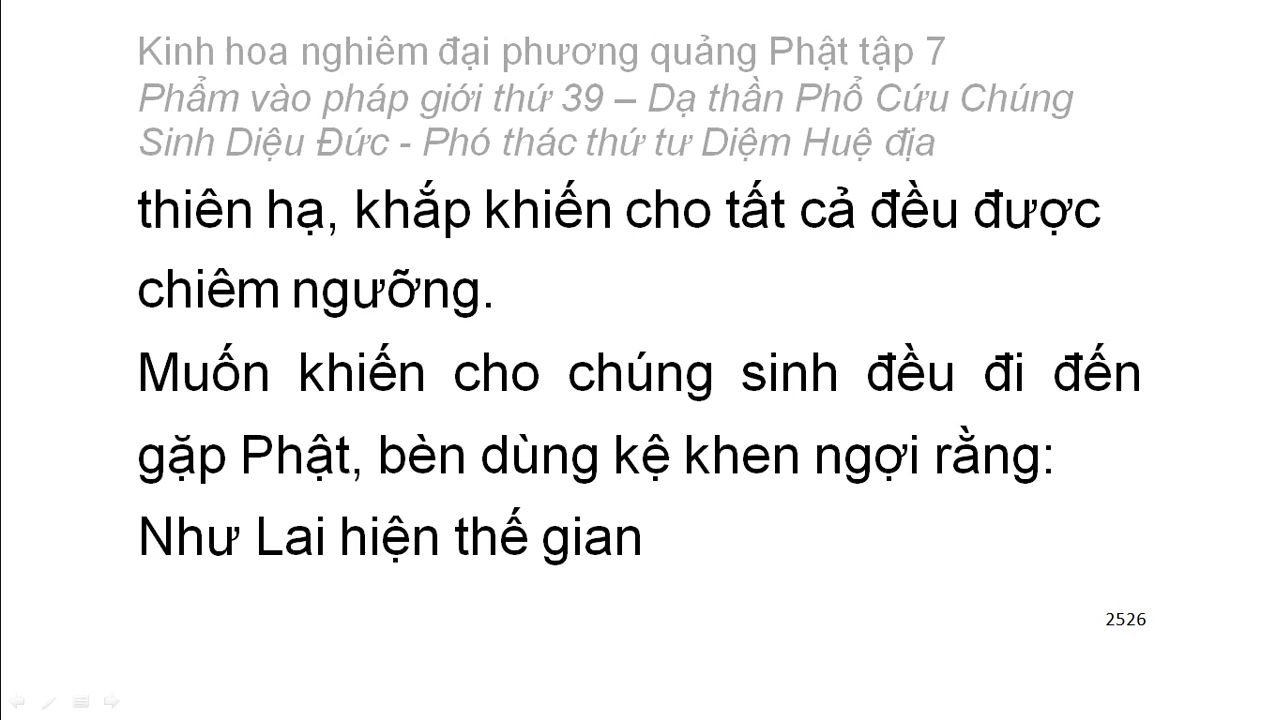 Kinh hoa nghiêm đại phương quảng Phật tập 7
Phẩm vào pháp giới thứ 39 – Dạ thần Phổ Cứu Chúng
Sinh Diệu Đức - Phó thác thứ tư Diệm Huệ địa
thiên hạ, khắp khiến cho tất cả đều được
chiêm ngưỡng.
Muốn khiến cho chúng sinh đều đi đến
gặp Phật, bèn dùng kệ khen ngợi rằng:
Như Lai hiện thế gian
2526